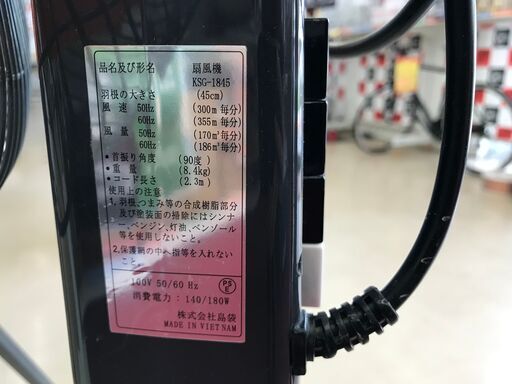 品名及び形名 扇風機
KSG-1845
羽根の大きさ (45cm)
風 速 50Hz (300m 毎分)
60Hz (355m 毎分)
風 量 50Hz (170㎥毎分)
60Hz (186㎥毎分)
・首振り角度 (90度)
・重量 (8.4kg)
・コード長さ (2.3m)
使用上の注意
1.羽根、つまみ等の合成樹脂部分
及び塗装面の掃除にはシンナ
ー、ベンジン、灯油、ベンゾール
等を使用しないこと。
2.保護網の中へ指等を入れない
こと。
100V 50/60 Hz
消費電力：140/180W
PS
E
株式会社島袋
MADE IN VIETNAM